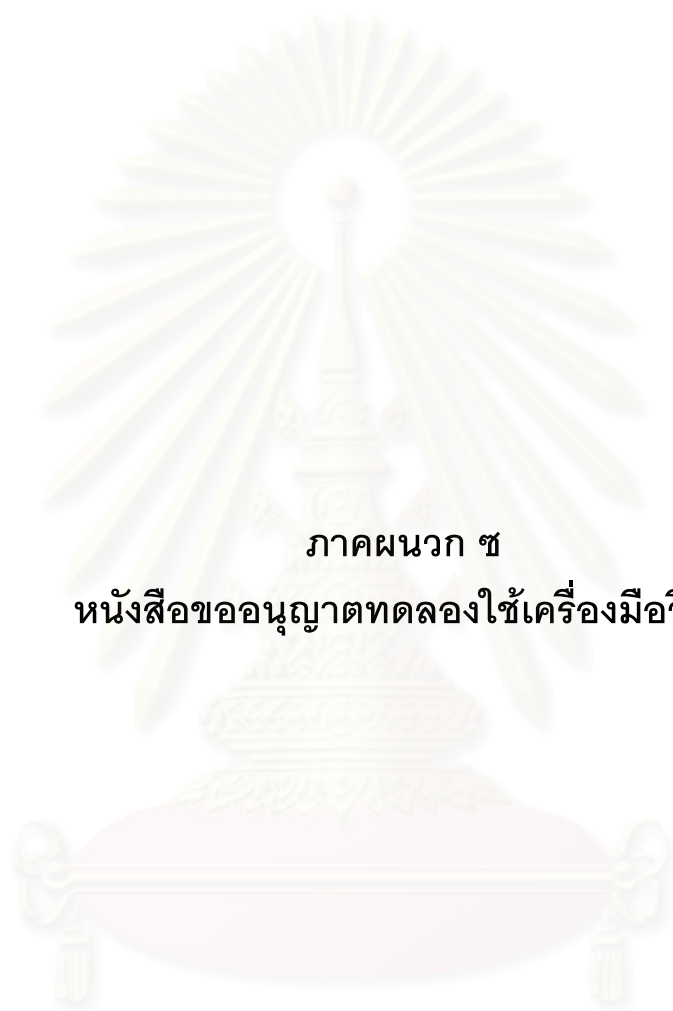 ภาคผนวก ซ
หนังสือขออนุญาตทดลองใช้เครื่องมือวิ